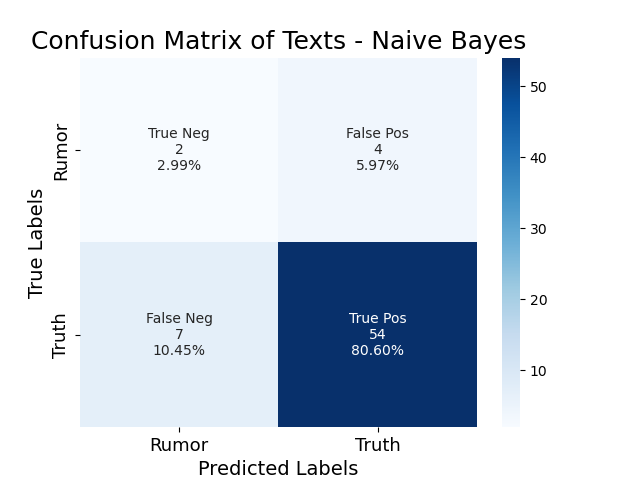 Confusion Matrix of Texts - Naive Bayes
True Labels
Rumor
True Neg
2
2.99%
False Pos
4
5.97%
Truth
False Neg
7
10.45%
True Pos
54
80.60%
Rumor
Truth
Predicted Labels
50
40
30
20
10